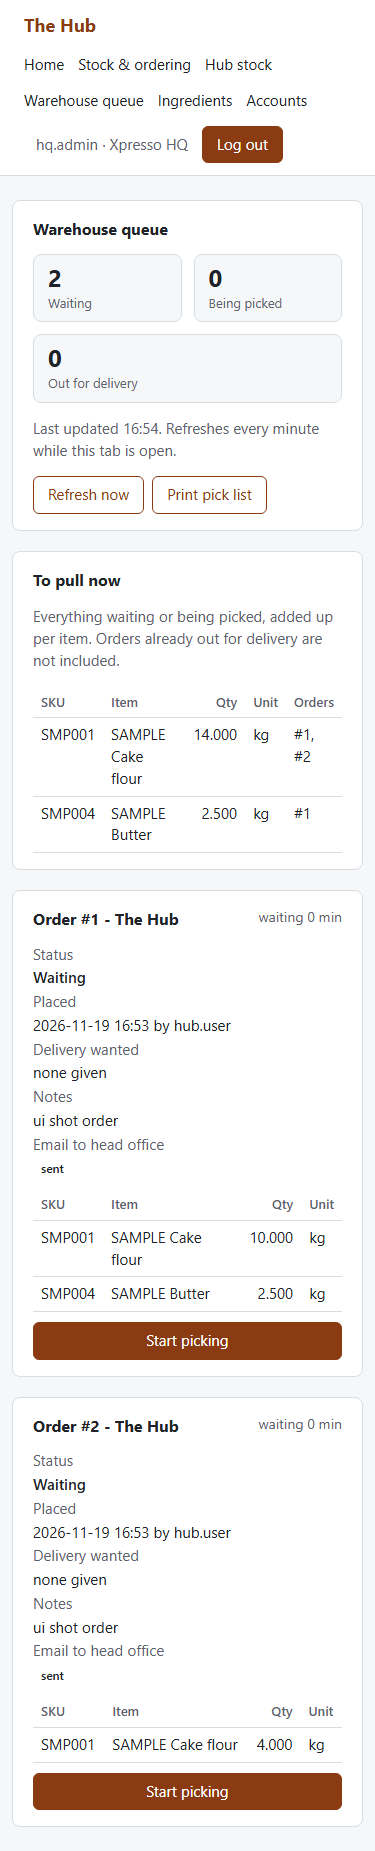 The Hub
Home Stock & ordering Hub stock
Warehouse queue Ingredients Accounts
hq.admin · Xpresso HQ Log out
Warehouse queue
2
Waiting
0
Being picked
0
Out for delivery
Last updated 16:54. Refreshes every minute
while this tab is open.
Refresh now Print pick list
To pull now
Everything waiting or being picked, added up
per item. Orders already out for delivery are
not included.
SKU Item Qty Unit Orders
SMP001 SAMPLE 14.000 kg #1,
Cake #2
flour
SMP004 SAMPLE 2.500 kg #1
Butter
Order #1 - The Hub waiting 0 min
Status
Waiting
Placed
2026-11-19 16:53 by hub.user
Delivery wanted
none given
Notes
ui shot order
Email to head office
sent
SKU Item Qty Unit
SMP001 SAMPLE Cake 10.000 kg
flour
SMP004 SAMPLE Butter 2.500 kg
Start picking
Order #2 - The Hub waiting 0 min
Status
Waiting
Placed
2026-11-19 16:53 by hub.user
Delivery wanted
none given
Notes
ui shot order
Email to head office
sent
SKU Item Qty Unit
SMP001 SAMPLE Cake flour 4.000 kg
Start picking